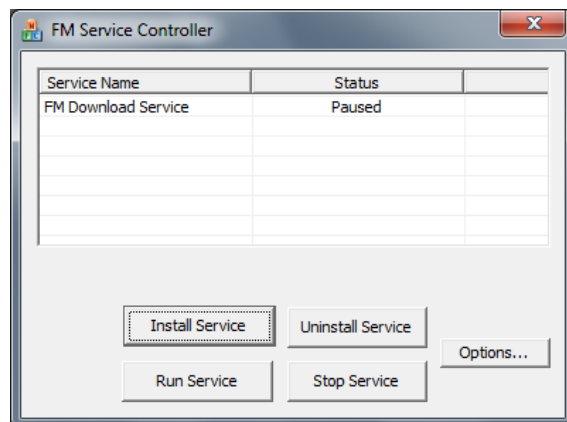 FM Service Controller
Service Name Status
FM Download Service Paused
Install Service Uninstall Service
Options...
Run Service Stop Service